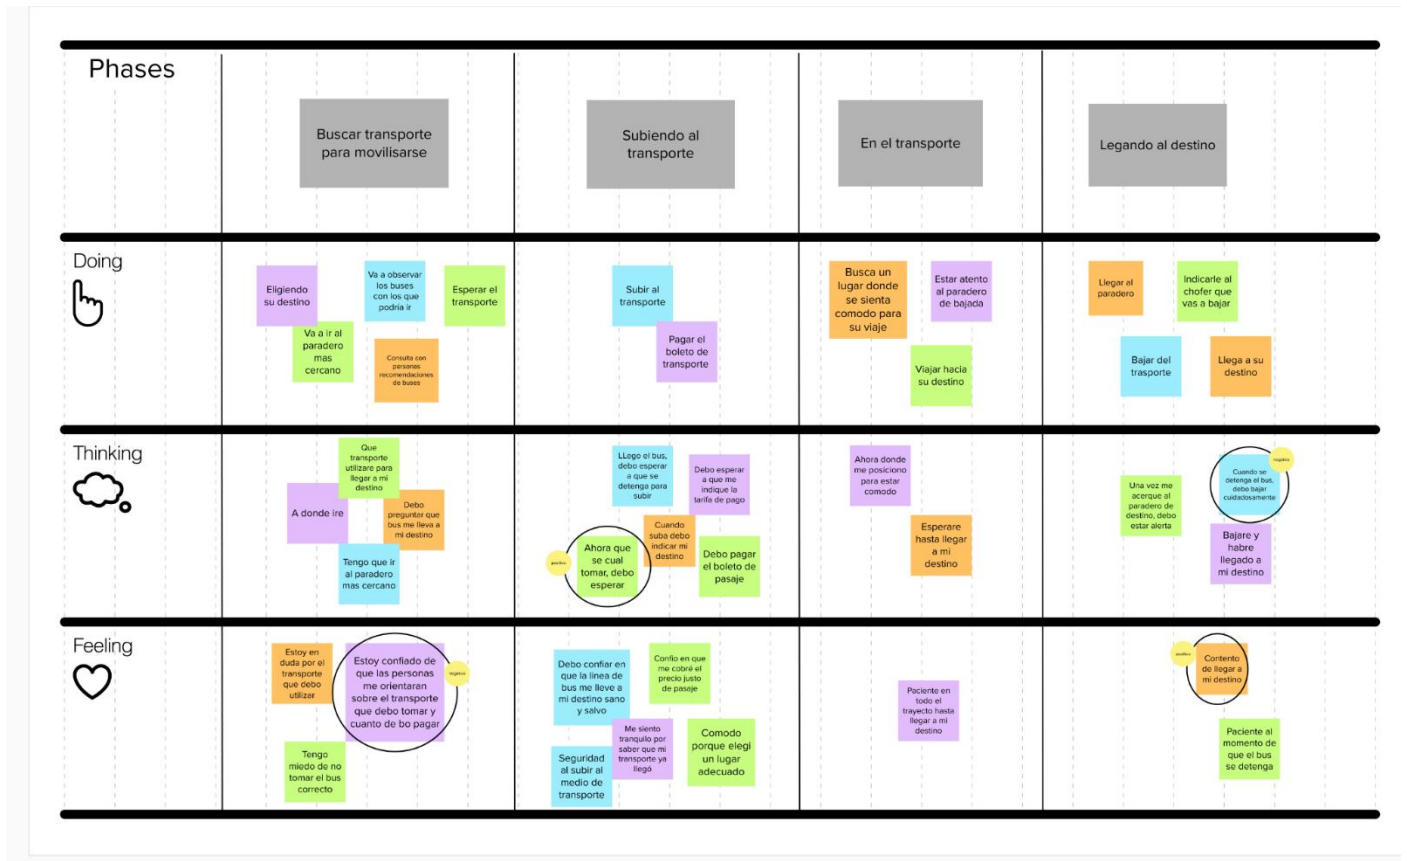 Phases
Buscar transporte
para movilisarse
Subiendo al
transporte
En el transporte
Legando al destino
Doing
Eligiendo
su destino
Va a observar
los buses
con los que
podria ir
Esperar el
transporte
Va a ir al
paradero
mas
cercano
Consulta con
personas
recomendaciones
de buses
Subir al
transporte
Pagar el
boleto de
transporte
Busca un
lugar donde
se sienta
comodo para
su viaje
Estar atento
al paradero
de bajada
Viajar hacia
su destino
Llegar al
paradero
Indicarle al
chofer que
vas a bajar
Bajar del
trasporte
Llega a su
destino
Thinking
Que
transporte
utilizare para
llegar a mi
destino
A donde ire
Debo
preguntar que
bus me lleva a
mi destino
Tengo que ir
al paradero
mas cercano
LLego el bus,
debo esperar
a que se
detenga para
subir
Debo esperar
a que me
indique la
tarifa de pago
Cuando
suba debo
indicar mi
destino
positivo
Ahora que
se cual
tomar, debo
esperar
Debo pagar
el boleto de
pasaje
Ahora donde
me posiciono
para estar
comodo
Esperare
hasta llegar
a mi
destino
Una vez me
acerque al
paradero de
destino, debo
estar alerta
negativo
Cuando se
detenga el bus,
debo bajar
cuidadosamente
Bajare y
habre
llegado a mi
destino
Feeling
Estoy en
duda por el
transporte
que debo
utilizar
Estoy confiado de
que las personas
me orientaran
sobre el transporte
que debo tomar y
cuanto de bo pagar
negativo
Tengo
miedo de no
tomar el bus
correcto
Debo confiar en
que la linea de
bus me lleve a
mi destino sano
y salvo
Confio en que
me cobré el
precio justo
de pasaje
Me siento
tranquilo por
saber que mi
transporte ya
llegó
Seguridad
al subir al
medio de
transporte
Comodo
porque elegi
un lugar
adecuado
Paciente en
todo el
trayecto hasta
llegar a mi
destino
positivo
Contento
de llegar a
mi destino
Paciente al
momento de
que el bus
se detenga